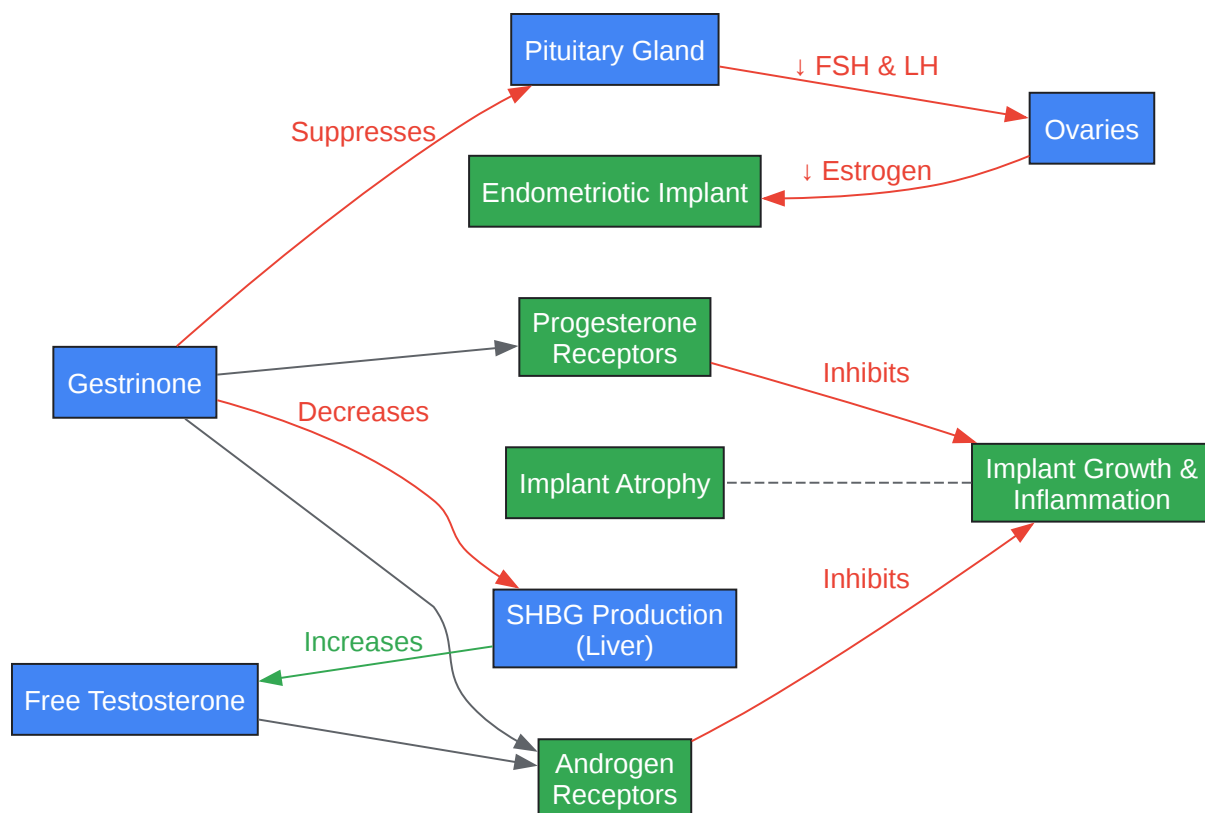 Pituitary Gland
↓ FSH & LH
Ovaries
Suppresses
↓ Estrogen
Endometriotic Implant
Progesterone
Receptors
Gestrinone
Inhibits
Decreases
Implant Atrophy
Implant Growth &
Inflammation
Inhibits
SHBG Production
(Liver)
Increases
Free Testosterone
Androgen
Receptors